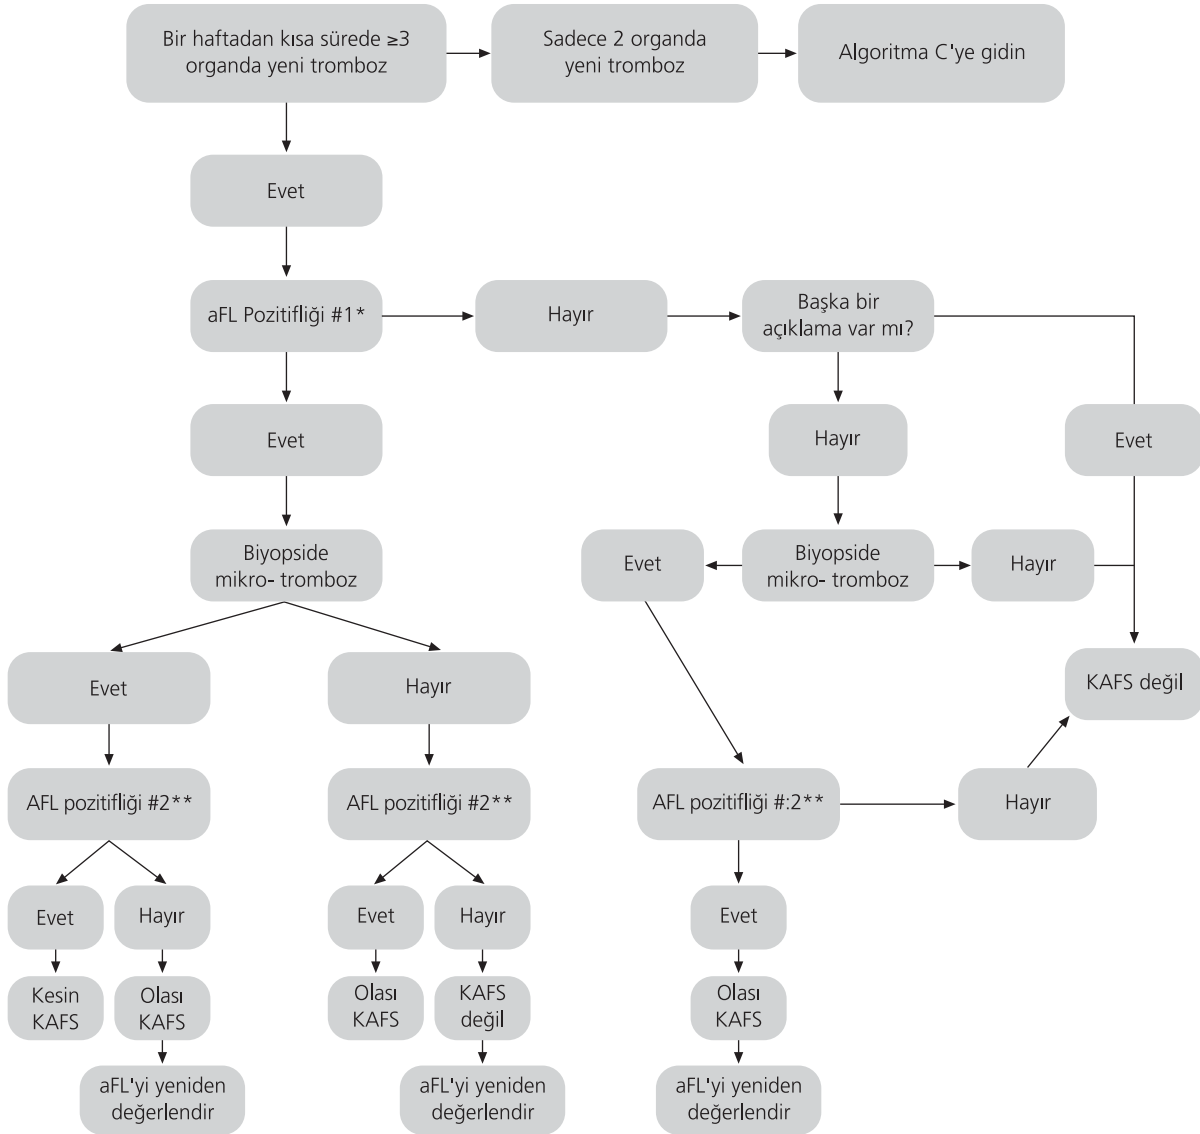 Bir haftadan kısa sürede ≥3
organda yeni tromboz
Sadece 2 organda
yeni tromboz
Algoritma C'ye gidin
Evet
aFL Pozitifliği #1*
Hayır
Başka bir
açıklama var mı?
Evet
Hayır
Evet
Biyopside
mikro- tromboz
Evet
Biyopside
mikro- tromboz
Hayır
Evet
Hayır
KAFS değil
AFL pozitifliği #2**
AFL pozitifliği #2**
AFL pozitifliği #:2**
Hayır
Evet
Hayır
Evet
Hayır
Evet
Kesin
KAFS
Olası
KAFS
Olası
KAFS
KAFS
değil
Olası
KAFS
aFL'yi yeniden
değerlendir
aFL'yi yeniden
değerlendir
aFL'yi yeniden
değerlendir